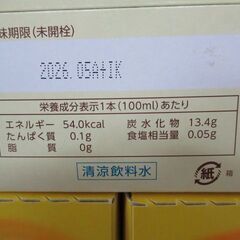 味期限(未開栓)
2026.05A†IK
栄養成分表示1本(100ml)あたり
エネルギー 54.0kcal 炭水化物 13.4g
たんぱく質 0.1g 食塩相当量 0.05g
脂質 0g
清涼飲料水
紙 箱